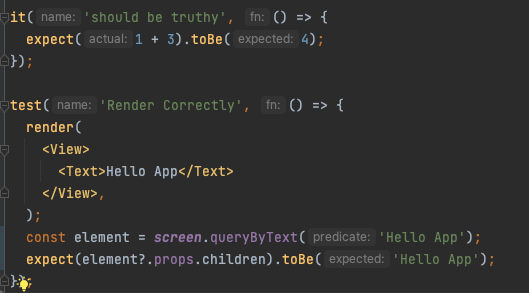 it( name: 'should be truthy', fn: () => {
  expect( actual: 1 + 3).toBe( expected: 4);
});

test( name: 'Render Correctly', fn: () => {
  render(
    <View>
      <Text>Hello App</Text>
    </View>,
  );
  const element = screen.queryByText( predicate: 'Hello App');
  expect(element?.props.children).toBe( expected: 'Hello App');
});